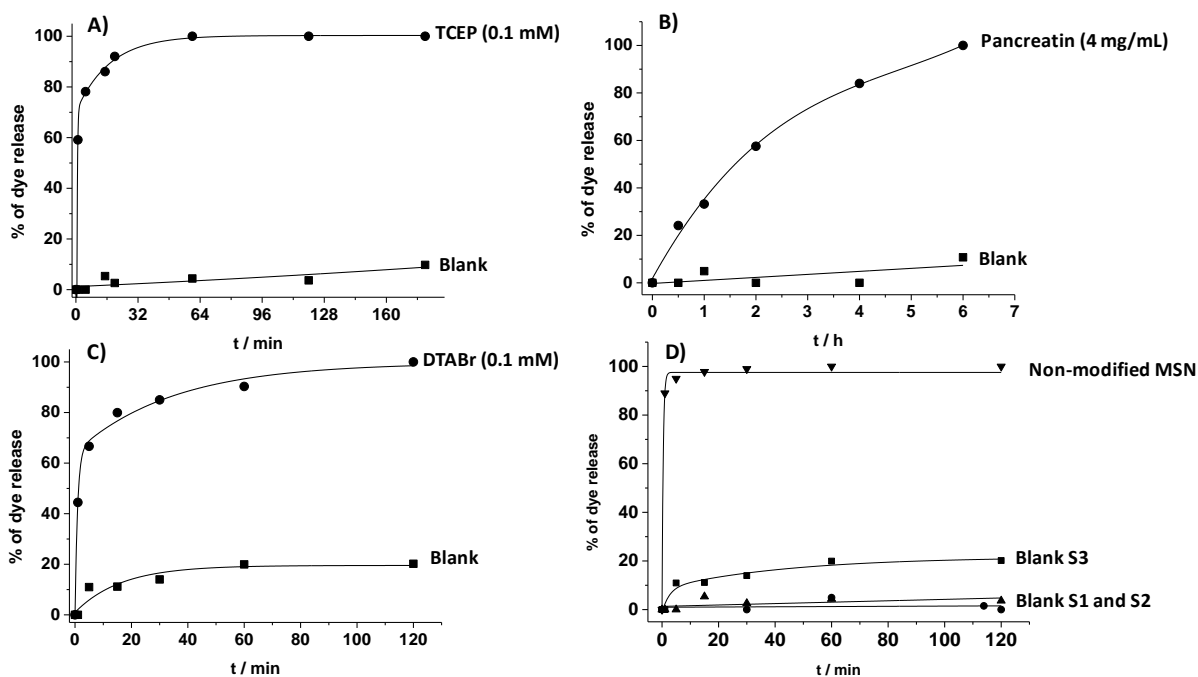 A)
TCEP (0.1 mM)
100
80
60
40
20
0
% of dye release
Blank
0 32 64 96 128 160
t / min
B)
Pancreatin (4 mg/mL)
100
80
60
40
20
0
% of dye release
Blank
0 1 2 3 4 5 6 7
t / h
C)
DTABr (0.1 mM)
100
80
60
40
20
0
% of dye release
Blank
0 20 40 60 80 100 120
t / min
D)
Non-modified MSN
100
80
60
40
20
0
% of dye release
Blank S3
Blank S1 and S2
0 20 40 60 80 100 120
t / min